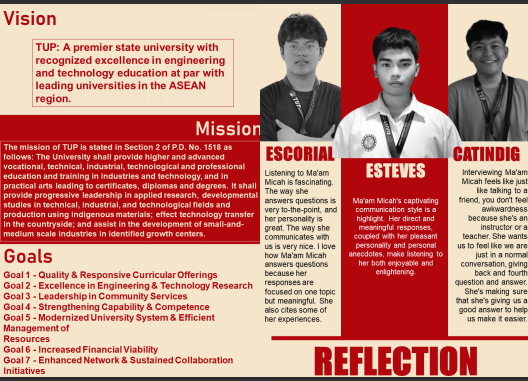 Vision
TUP: A premier state university with
recognized excellence in engineering
and technology education at par with
leading universities in the ASEAN
region.
Mission
The mission of TUP is stated in Section 2 of P.D. No. 1518 as
follows: The University shall provide higher and advanced
vocational, technical, industrial, technological and professional
education and training in industries and technology, and in
practical arts leading to certificates, diplomas and degrees. It shall
provide progressive leadership in applied research, developmental
studies in technical, industrial, and technological fields and
production using indigenous materials; effect technology transfer
in the countryside; and assist in the development of small-and-
medium scale industries in identified growth centers.
Goals
Goal 1 - Quality & Responsive Curricular Offerings
Goal 2 - Excellence in Engineering & Technology Research
Goal 3 - Leadership in Community Services
Goal 4 - Strengthening Capability & Competence
Goal 5 - Modernized University System & Efficient
Management of
Resources
Goal 6 - Increased Financial Viability
Goal 7 - Enhanced Network & Sustained Collaboration
Initiatives
ESCORIAL
Listening to Ma'am
Micah is fascinating.
The way she
answers questions is
very to-the-point, and
her personality is
great. The way she
communicates with
us is very nice. I love
how Ma'am Micah
answers questions
because her
responses are
focused on one topic
but meaningful. She
also cites some of
her experiences.
ESTEVES
Ma'am Micah's captivating
communication style is a
highlight. Her direct and
meaningful responses,
coupled with her pleasant
personality and personal
anecdotes, make listening to
her both enjoyable and
enlightening.
CATINDIG
Interviewing Ma'am
Micah feels just like
like talking to a
friend, you don't feel
awkwardness
because she's an
instructor or a
teacher. She wants
us to feel like we are
just in a normal
conversation, giving
back and fourth
question and answer.
She's making sure
that she's giving us a
good answer to help
us make it easier.
REFLECTION